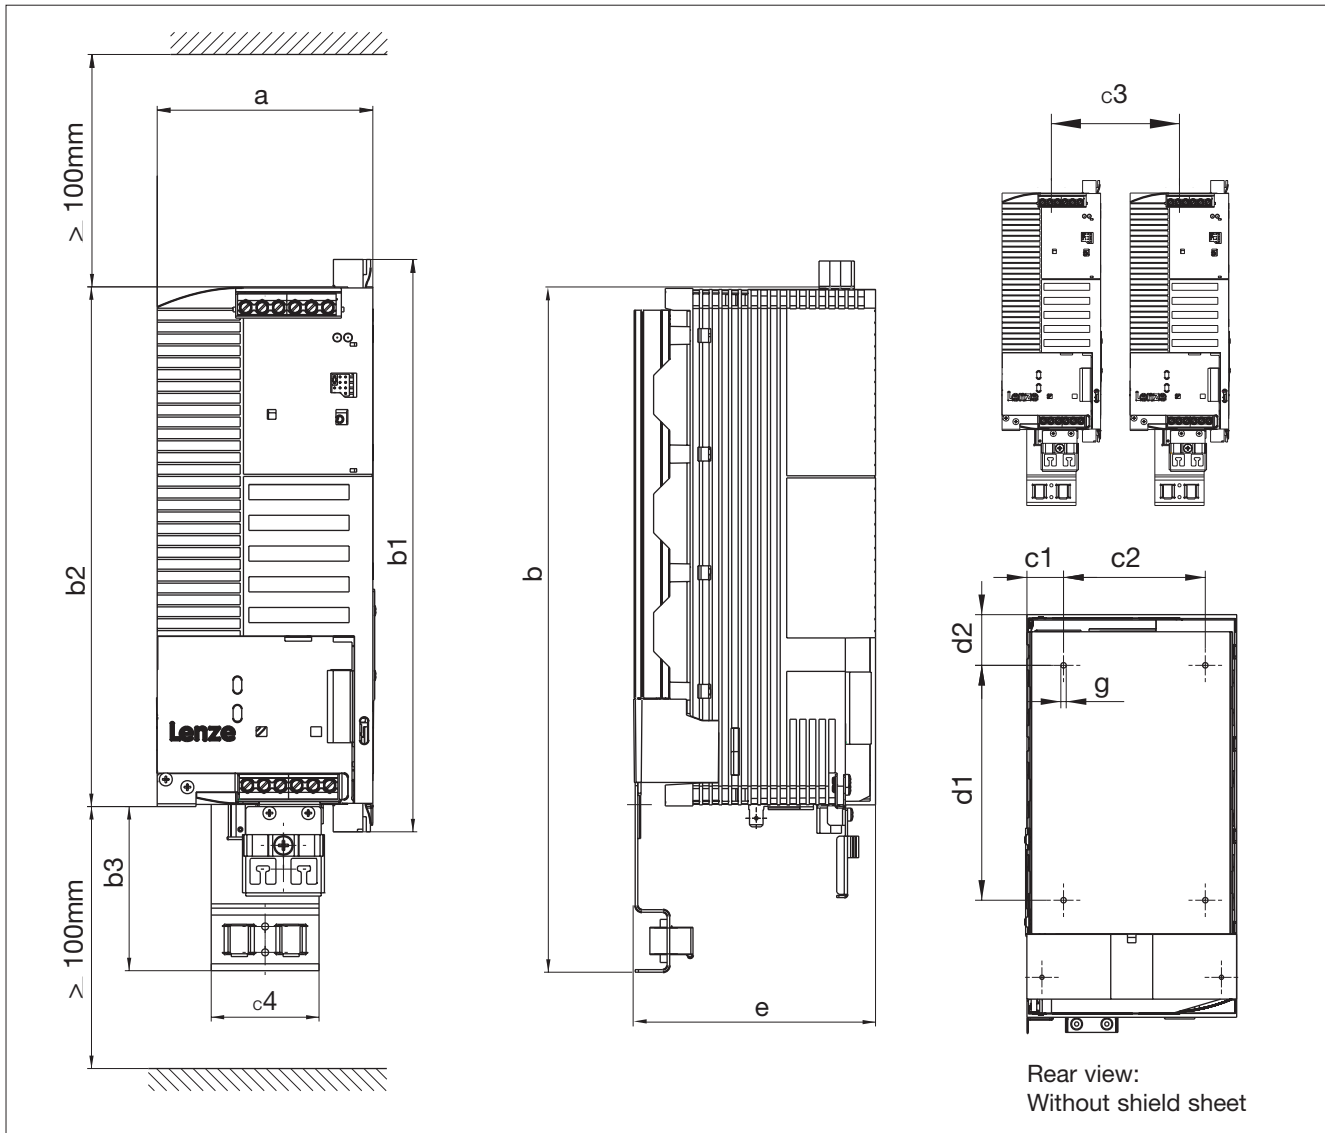 a
≥ 100mm
b2
b1
Lenze
b3
≥ 100mm
c4
b
e
c3
Lenze
Lenze
c1
c2
d2
g
d1
Rear view:
Without shield sheet